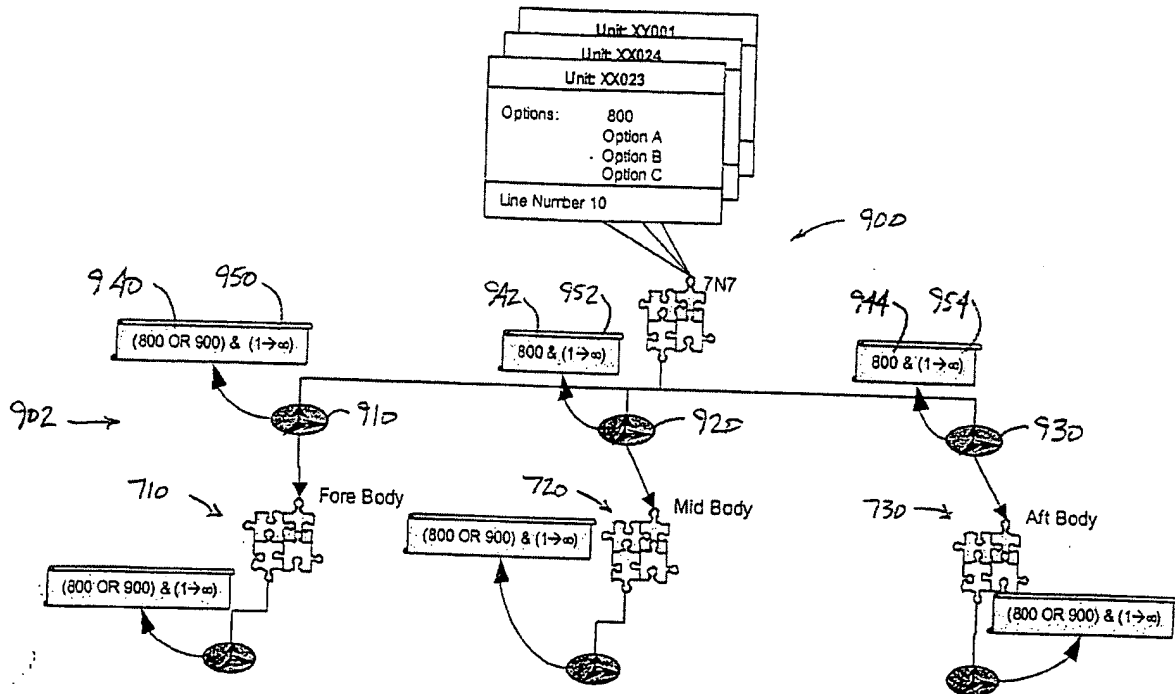 Unit: XY001
Unit: XX024
Unit: XX023
Options: 800
Option A
Option B
Option C
Line Number 10
900
7N7
940
950
(800 OR 900) & (1→∞)
942
952
800 & (1→∞)
944
954
800 & (1→∞)
902
910
920
930
710
Fore Body
720
Mid Body
730
Aft Body
(800 OR 900) & (1→∞)
(800 OR 900) & (1→∞)
(800 OR 900) & (1→∞)